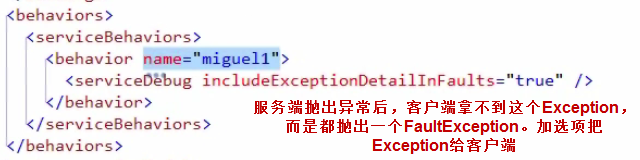 <behaviors>
<serviceBehaviors>
<behavior name="miguel1">
<serviceDebug includeExceptionDetailInFaults="true" />
</behavior>
</serviceBehaviors>
</behaviors>
服务端抛出异常后，客户端拿不到这个Exception，
而是都抛出一个FaultException。加选项把
Exception给客户端